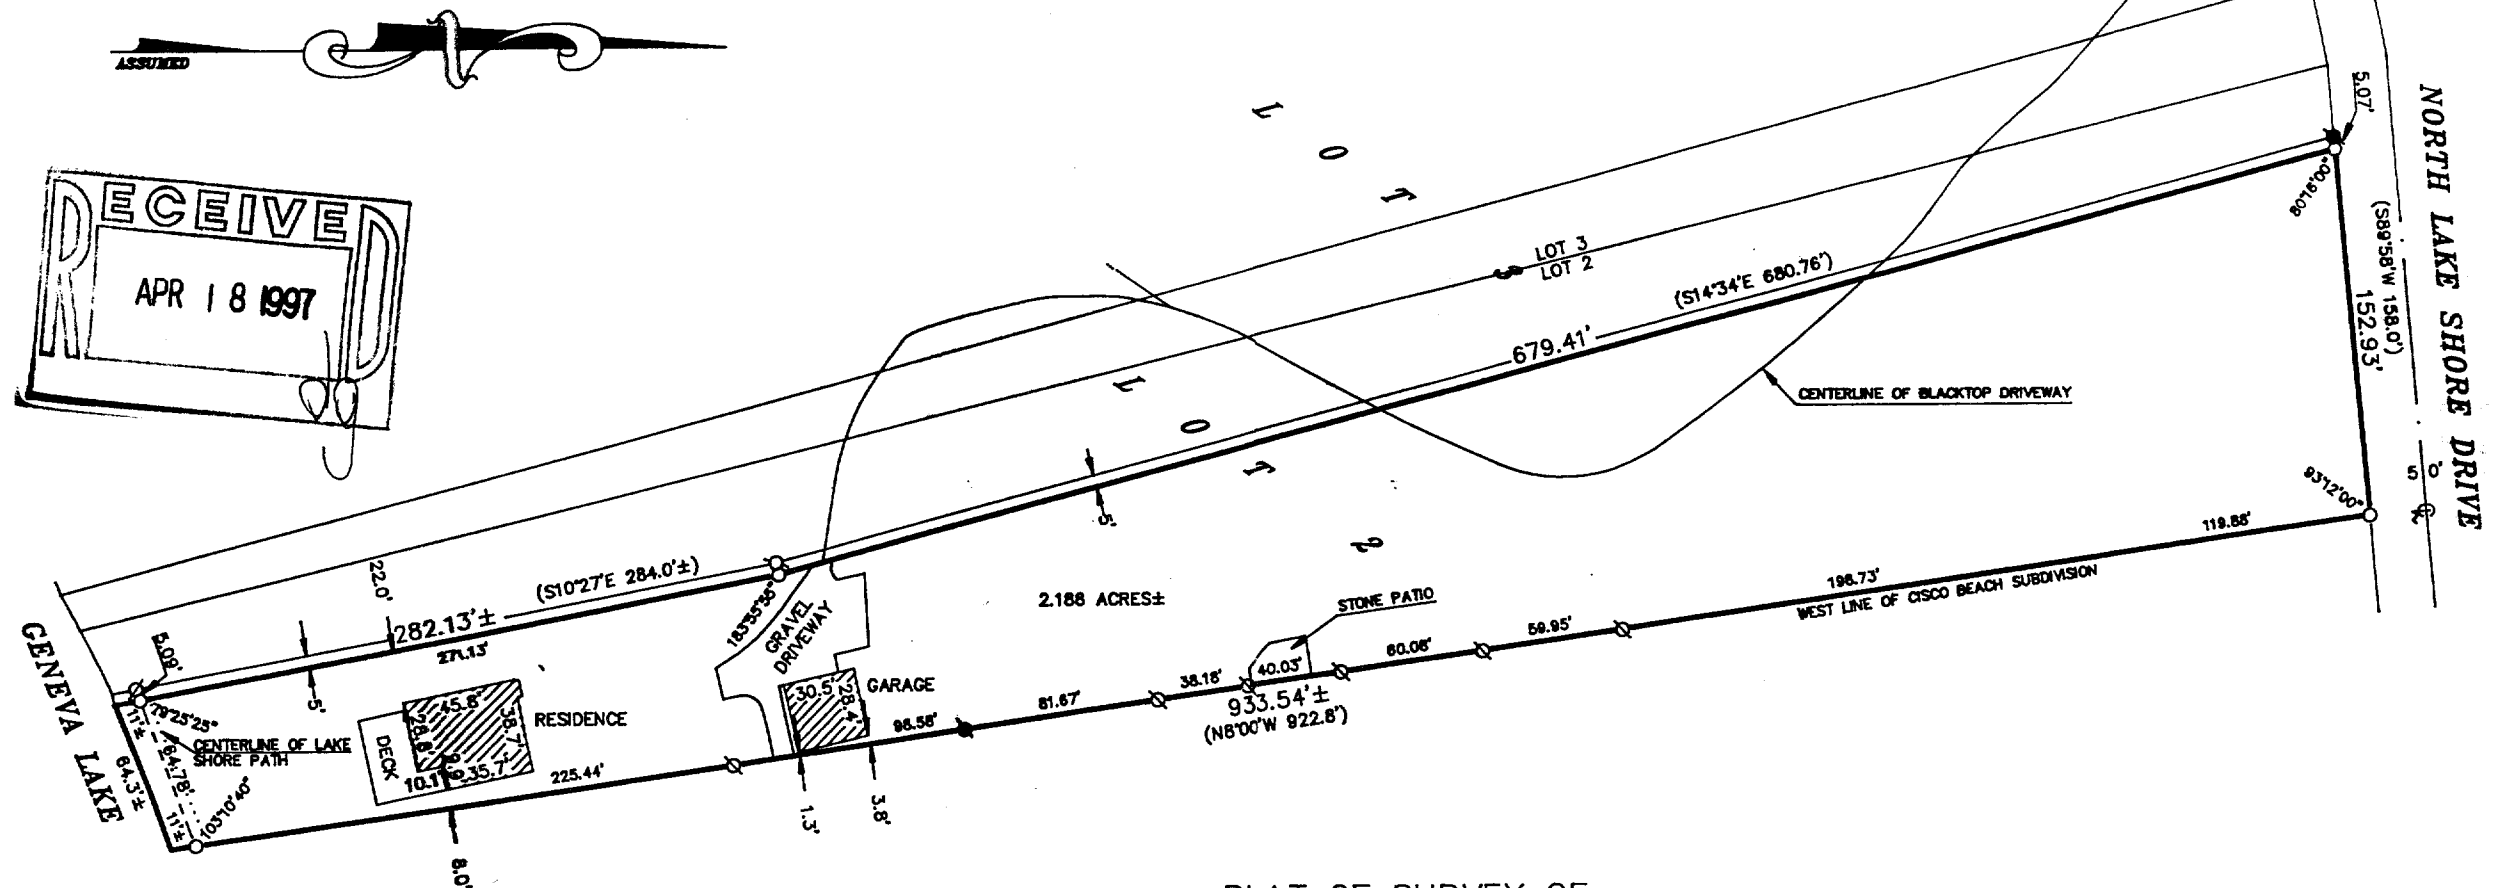 ASSUMED
RECEIVED
APR 18 1997
LOT 1
LOT 2
LOT 3
LOT 2
5.07'
NORTH LAKE SHORE DRIVE
80°16'00"
(S89°58'W 158.0')
152.93'
50'
93°12'00"
(S14°34'E 680.76')
679.41'
CENTERLINE OF BLACKTOP DRIVEWAY
5'
22.0'
(S10°27'E 284.0'±)
282.13'±
271.13'
183°55'55"
GRAVEL
DRIVEWAY
2.188 ACRES±
STONE PATIO
119.88'
198.73'
WEST LINE OF CISCO BEACH SUBDIVISION
59.95'
60.06'
40.03'
38.18'
933.54'±
(N8°00'W 922.8')
81.67'
98.58'
GARAGE
30.5'
28.4'
3.8'
1.3'
225.44'
RESIDENCE
45.8'
38.7'
28.8'
35.7'
10.1'
DECK
8.0'
5'
5.09'
79°25'25"
CENTERLINE OF LAKE
SHORE PATH
11'±
64.78'
64.3'±
11'±
103°10'40"
GENEVA LAKE
PLAT OF SURVEY OF